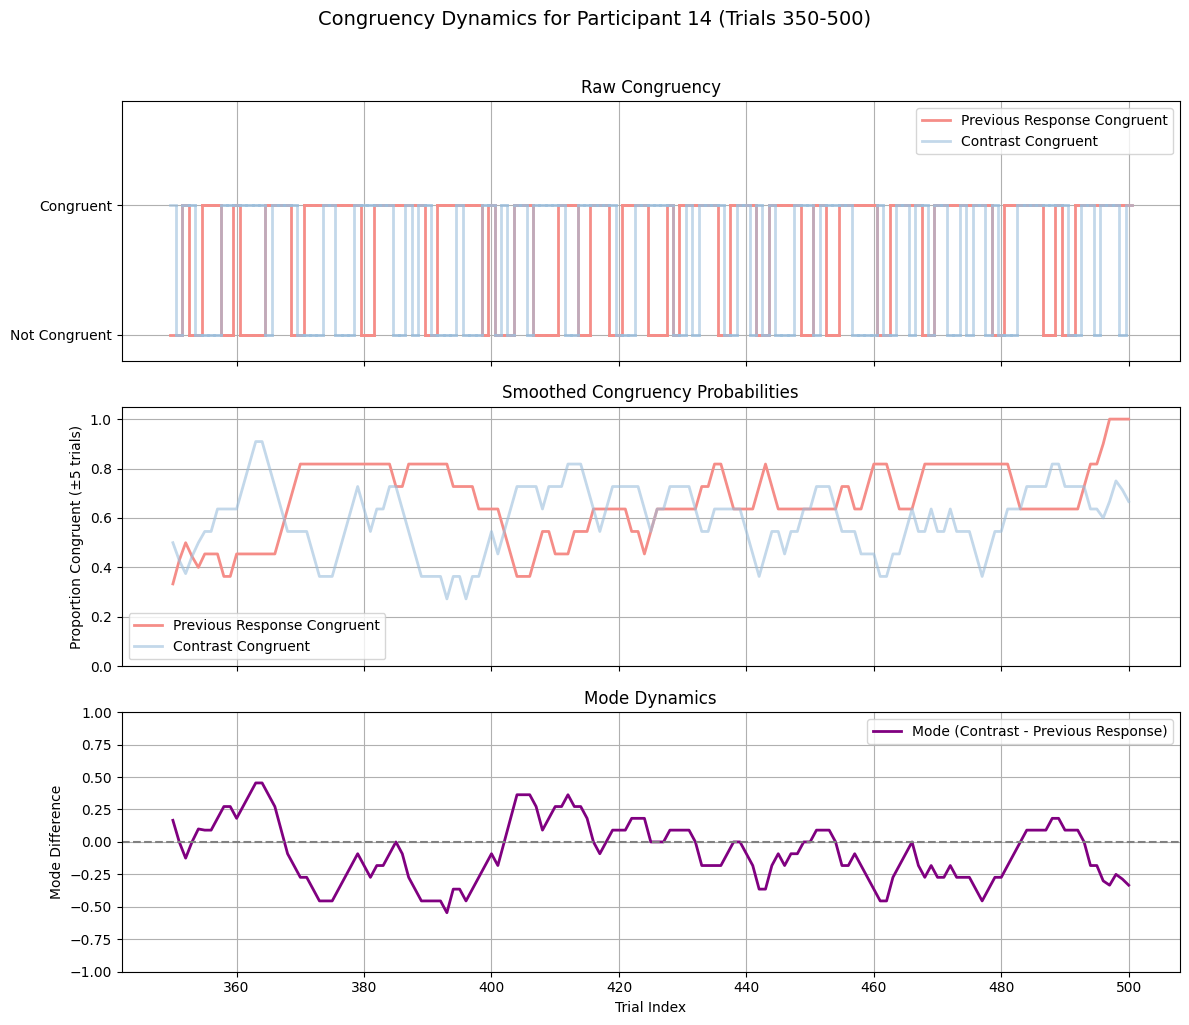 Congruency Dynamics for Participant 14 (Trials 350-500)
Raw Congruency
Previous Response Congruent
Contrast Congruent
Congruent
Not Congruent
Smoothed Congruency Probabilities
Proportion Congruent (±5 trials)
1.0
0.8
0.6
0.4
0.2
0.0
Previous Response Congruent
Contrast Congruent
Mode Dynamics
Mode Difference
1.00
0.75
0.50
0.25
0.00
−0.25
−0.50
−0.75
−1.00
Mode (Contrast - Previous Response)
360 380 400 420 440 460 480 500
Trial Index